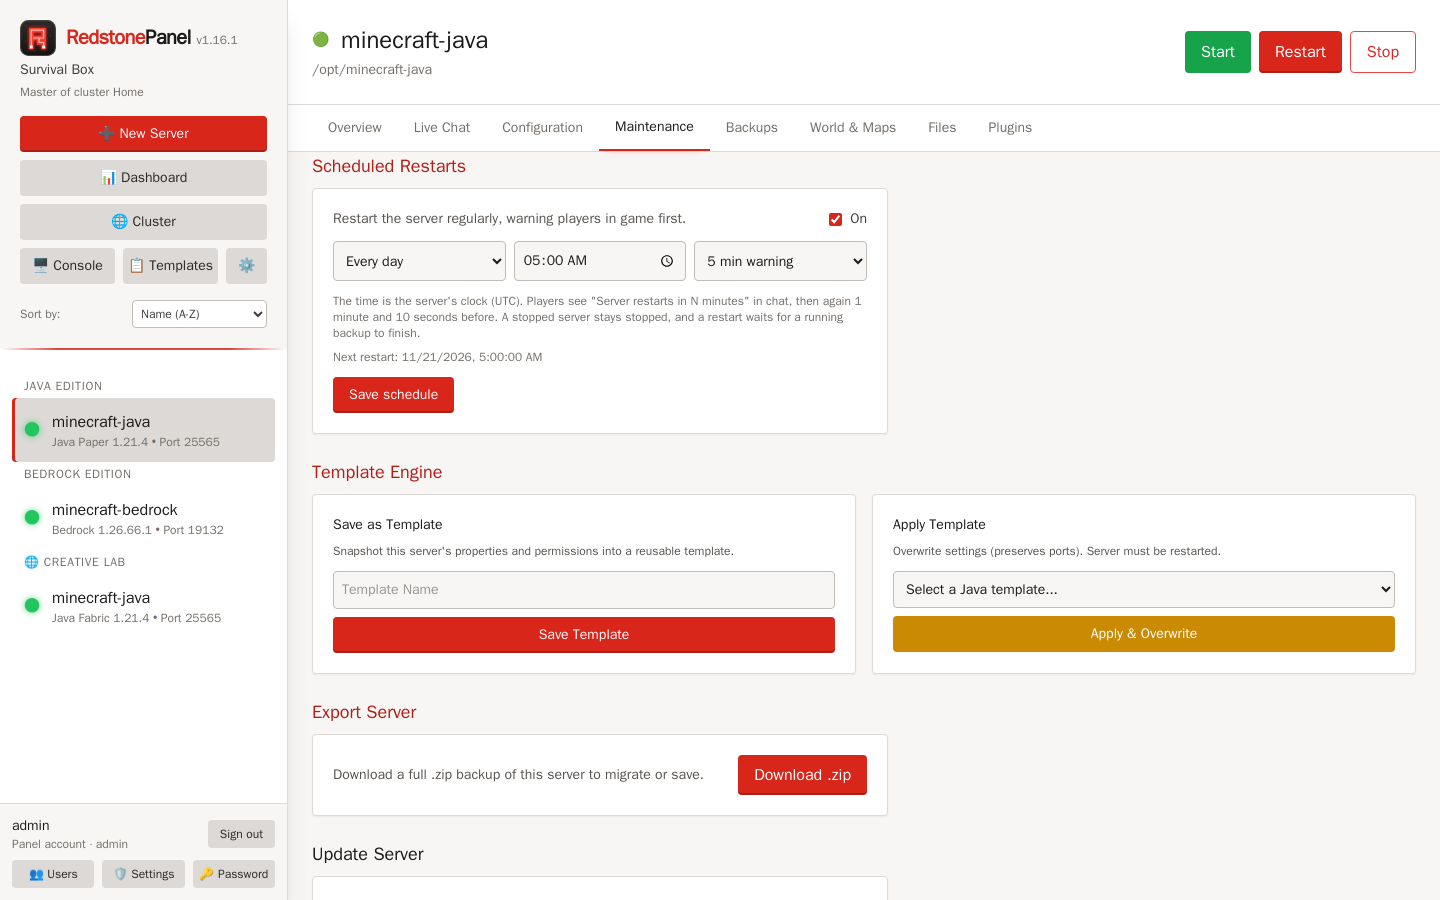 RedstonePanel v1.16.1
Survival Box
Master of cluster Home
➕ New Server
📊 Dashboard
🌐 Cluster
🖥️ Console
📋 Templates
⚙️
Sort by:
Name (A-Z)
JAVA EDITION
minecraft-java
Java Paper 1.21.4 • Port 25565
BEDROCK EDITION
minecraft-bedrock
Bedrock 1.26.66.1 • Port 19132
🌐 CREATIVE LAB
minecraft-java
Java Fabric 1.21.4 • Port 25565
admin
Panel account · admin
Sign out
👥 Users
🛡️ Settings
🔑 Password
minecraft-java
/opt/minecraft-java
Start
Restart
Stop
Overview
Live Chat
Configuration
Maintenance
Backups
World & Maps
Files
Plugins
Scheduled Restarts
Restart the server regularly, warning players in game first.
On
Every day
05:00 AM
5 min warning
The time is the server's clock (UTC). Players see "Server restarts in N minutes" in chat, then again 1
minute and 10 seconds before. A stopped server stays stopped, and a restart waits for a running
backup to finish.
Next restart: 11/21/2026, 5:00:00 AM
Save schedule
Template Engine
Save as Template
Snapshot this server's properties and permissions into a reusable template.
Template Name
Save Template
Apply Template
Overwrite settings (preserves ports). Server must be restarted.
Select a Java template...
Apply & Overwrite
Export Server
Download a full .zip backup of this server to migrate or save.
Download .zip
Update Server